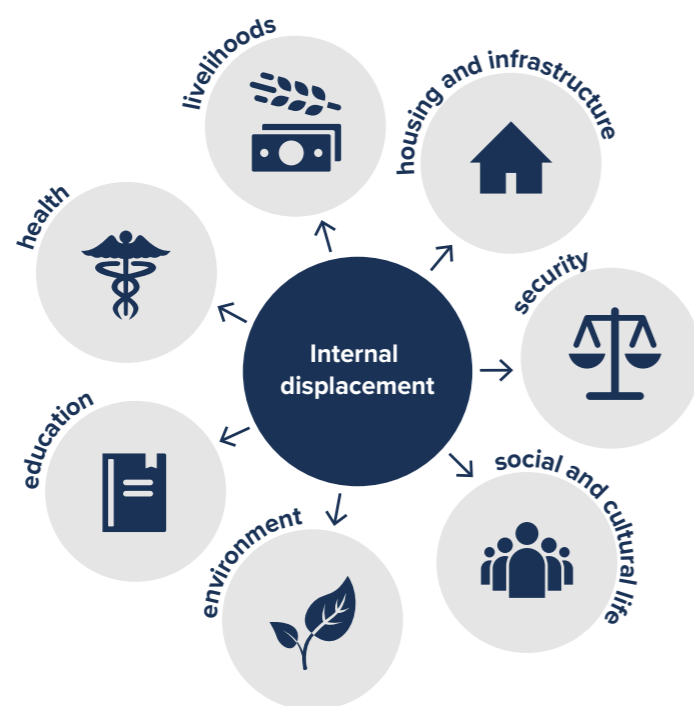 livelihoods
housing and infrastructure
health
security
Internal
displacement
education
social and cultural life
environment